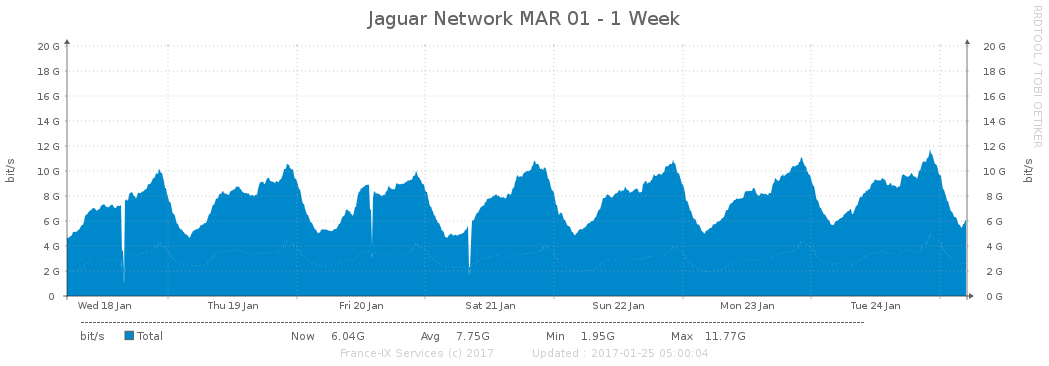 Jaguar Network MAR 01 - 1 Week
RRDTOOL / TOBI OETIKER
bit/s
bit/s
20 G 20 G
18 G 18 G
16 G 16 G
14 G 14 G
12 G 12 G
10 G 10 G
8 G 8 G
6 G 6 G
4 G 4 G
2 G 2 G
0 0 G
Wed 18 Jan Thu 19 Jan Fri 20 Jan Sat 21 Jan Sun 22 Jan Mon 23 Jan Tue 24 Jan
bit/s Total Now 6.04G Avg 7.75G Min 1.95G Max 11.77G
France-IX Services (c) 2017 Updated : 2017-01-25 05:00:04